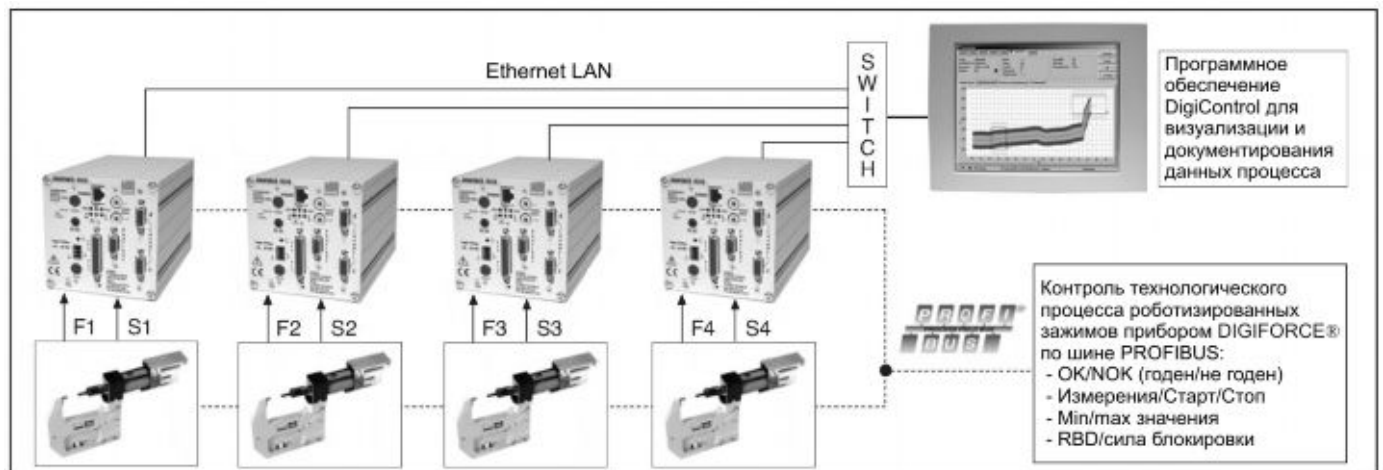 Ethernet LAN
SWITCH
Программное
обеспечение
DigiControl для
визуализации и
документирования
данных процесса
F1 S1
F2 S2
F3 S3
F4 S4
PROFI®
BUS
Контроль технологического
процесса роботизированных
зажимов прибором DIGIFORCE®
по шине PROFIBUS:
- OK/NOK (годен/не годен)
- Измерения/Старт/Стоп
- Min/max значения
- RBD/сила блокировки